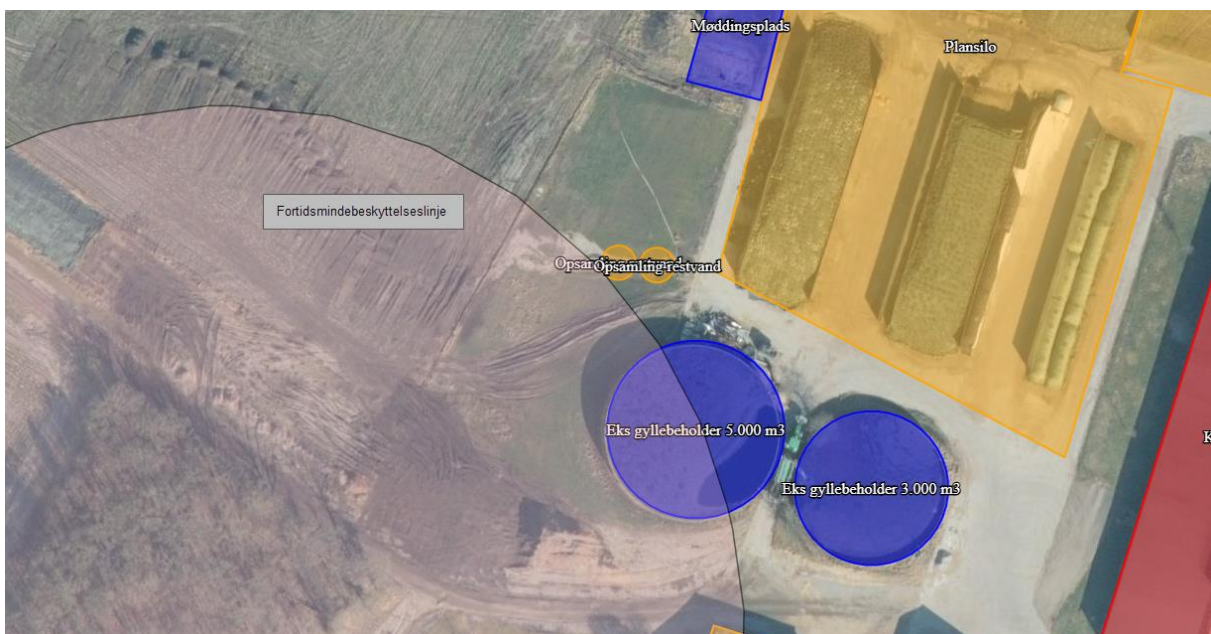 Møddingsplads
Plansilo
Fortidsmindebeskyttelseslinje
Opsamling restvand
Eks gyllebeholder 5.000 m3
Eks gyllebeholder 3.000 m3
K